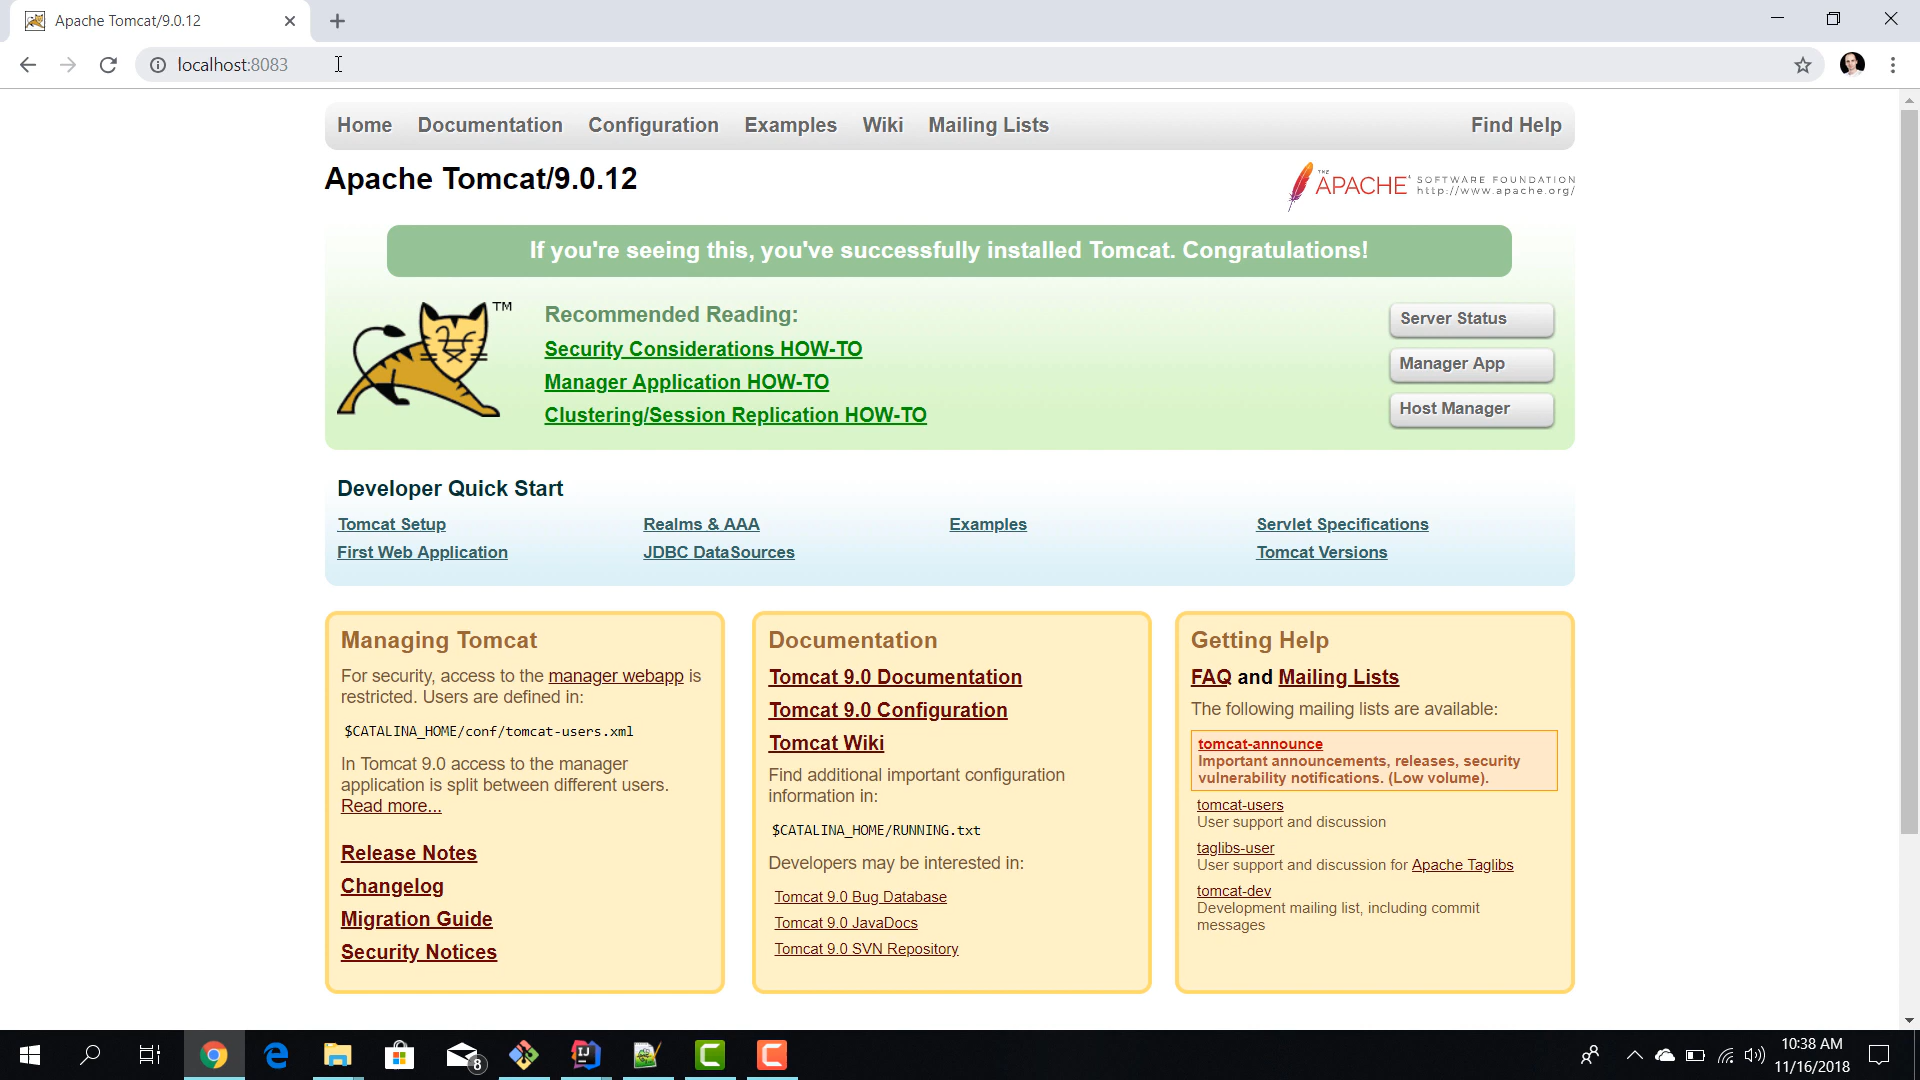 Apache Tomcat/9.0.12
localhost:8083
Home Documentation Configuration Examples Wiki Mailing Lists Find Help
Apache Tomcat/9.0.12
THE APACHE SOFTWARE FOUNDATION
http://www.apache.org/
If you're seeing this, you've successfully installed Tomcat. Congratulations!
TM
Recommended Reading:
Security Considerations HOW-TO
Manager Application HOW-TO
Clustering/Session Replication HOW-TO
Server Status
Manager App
Host Manager
Developer Quick Start
Tomcat Setup
First Web Application
Realms & AAA
JDBC DataSources
Examples
Servlet Specifications
Tomcat Versions
Managing Tomcat
For security, access to the manager webapp is
restricted. Users are defined in:
$CATALINA_HOME/conf/tomcat-users.xml
In Tomcat 9.0 access to the manager
application is split between different users.
Read more...
Release Notes
Changelog
Migration Guide
Security Notices
Documentation
Tomcat 9.0 Documentation
Tomcat 9.0 Configuration
Tomcat Wiki
Find additional important configuration
information in:
$CATALINA_HOME/RUNNING.txt
Developers may be interested in:
Tomcat 9.0 Bug Database
Tomcat 9.0 JavaDocs
Tomcat 9.0 SVN Repository
Getting Help
FAQ and Mailing Lists
The following mailing lists are available:
tomcat-announce
Important announcements, releases, security
vulnerability notifications. (Low volume).
tomcat-users
User support and discussion
taglibs-user
User support and discussion for Apache Taglibs
tomcat-dev
Development mailing list, including commit
messages
8
IJ
10:38 AM
11/16/2018